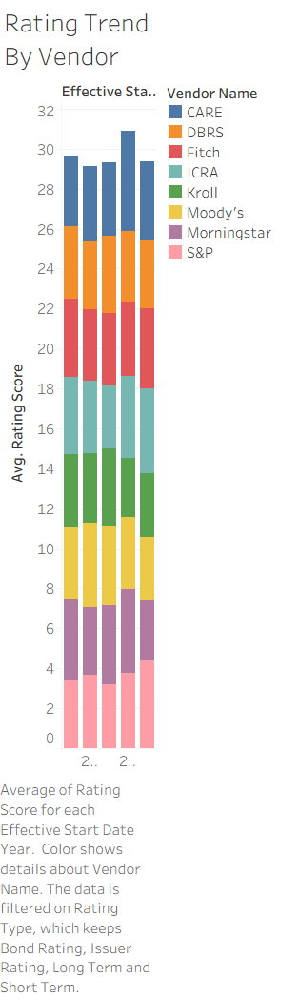 Rating Trend
By Vendor
Effective Sta..
Vendor Name
CARE
DBRS
Fitch
ICRA
Kroll
Moody's
Morningstar
S&P
32
30
28
26
24
22
20
18
16
14
12
10
8
6
4
2
0
Avg. Rating Score
2..
2..
Average of Rating
Score for each
Effective Start Date
Year. Color shows
details about Vendor
Name. The data is
filtered on Rating
Type, which keeps
Bond Rating, Issuer
Rating, Long Term and
Short Term.